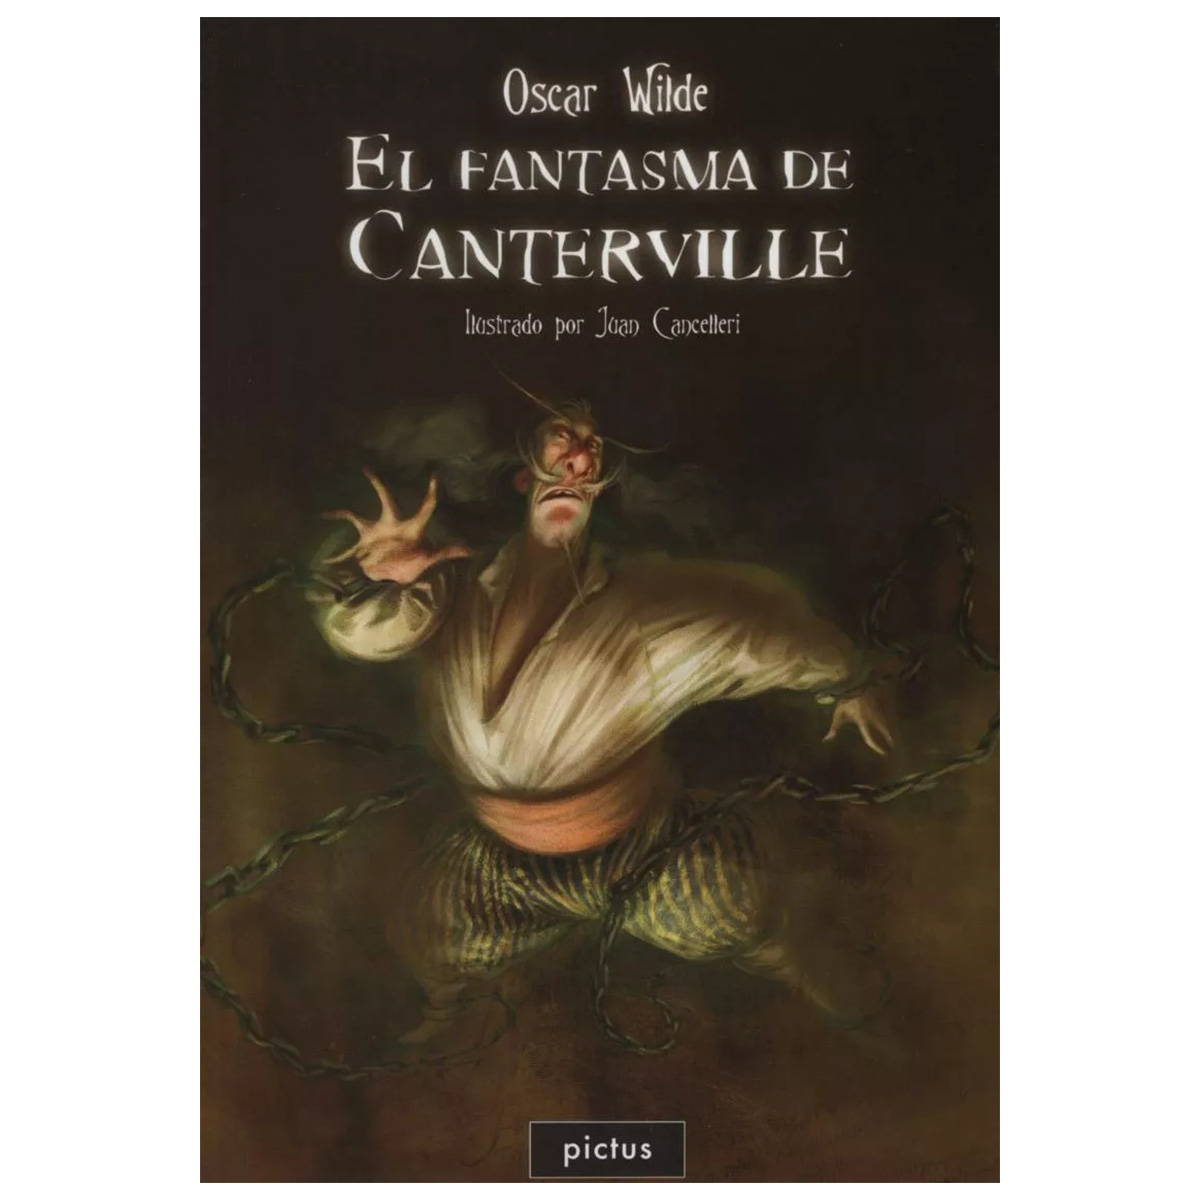 Oscar Wilde
El fantasma de
Canterville
Ilustrado por Juan Cancelleri
pictus